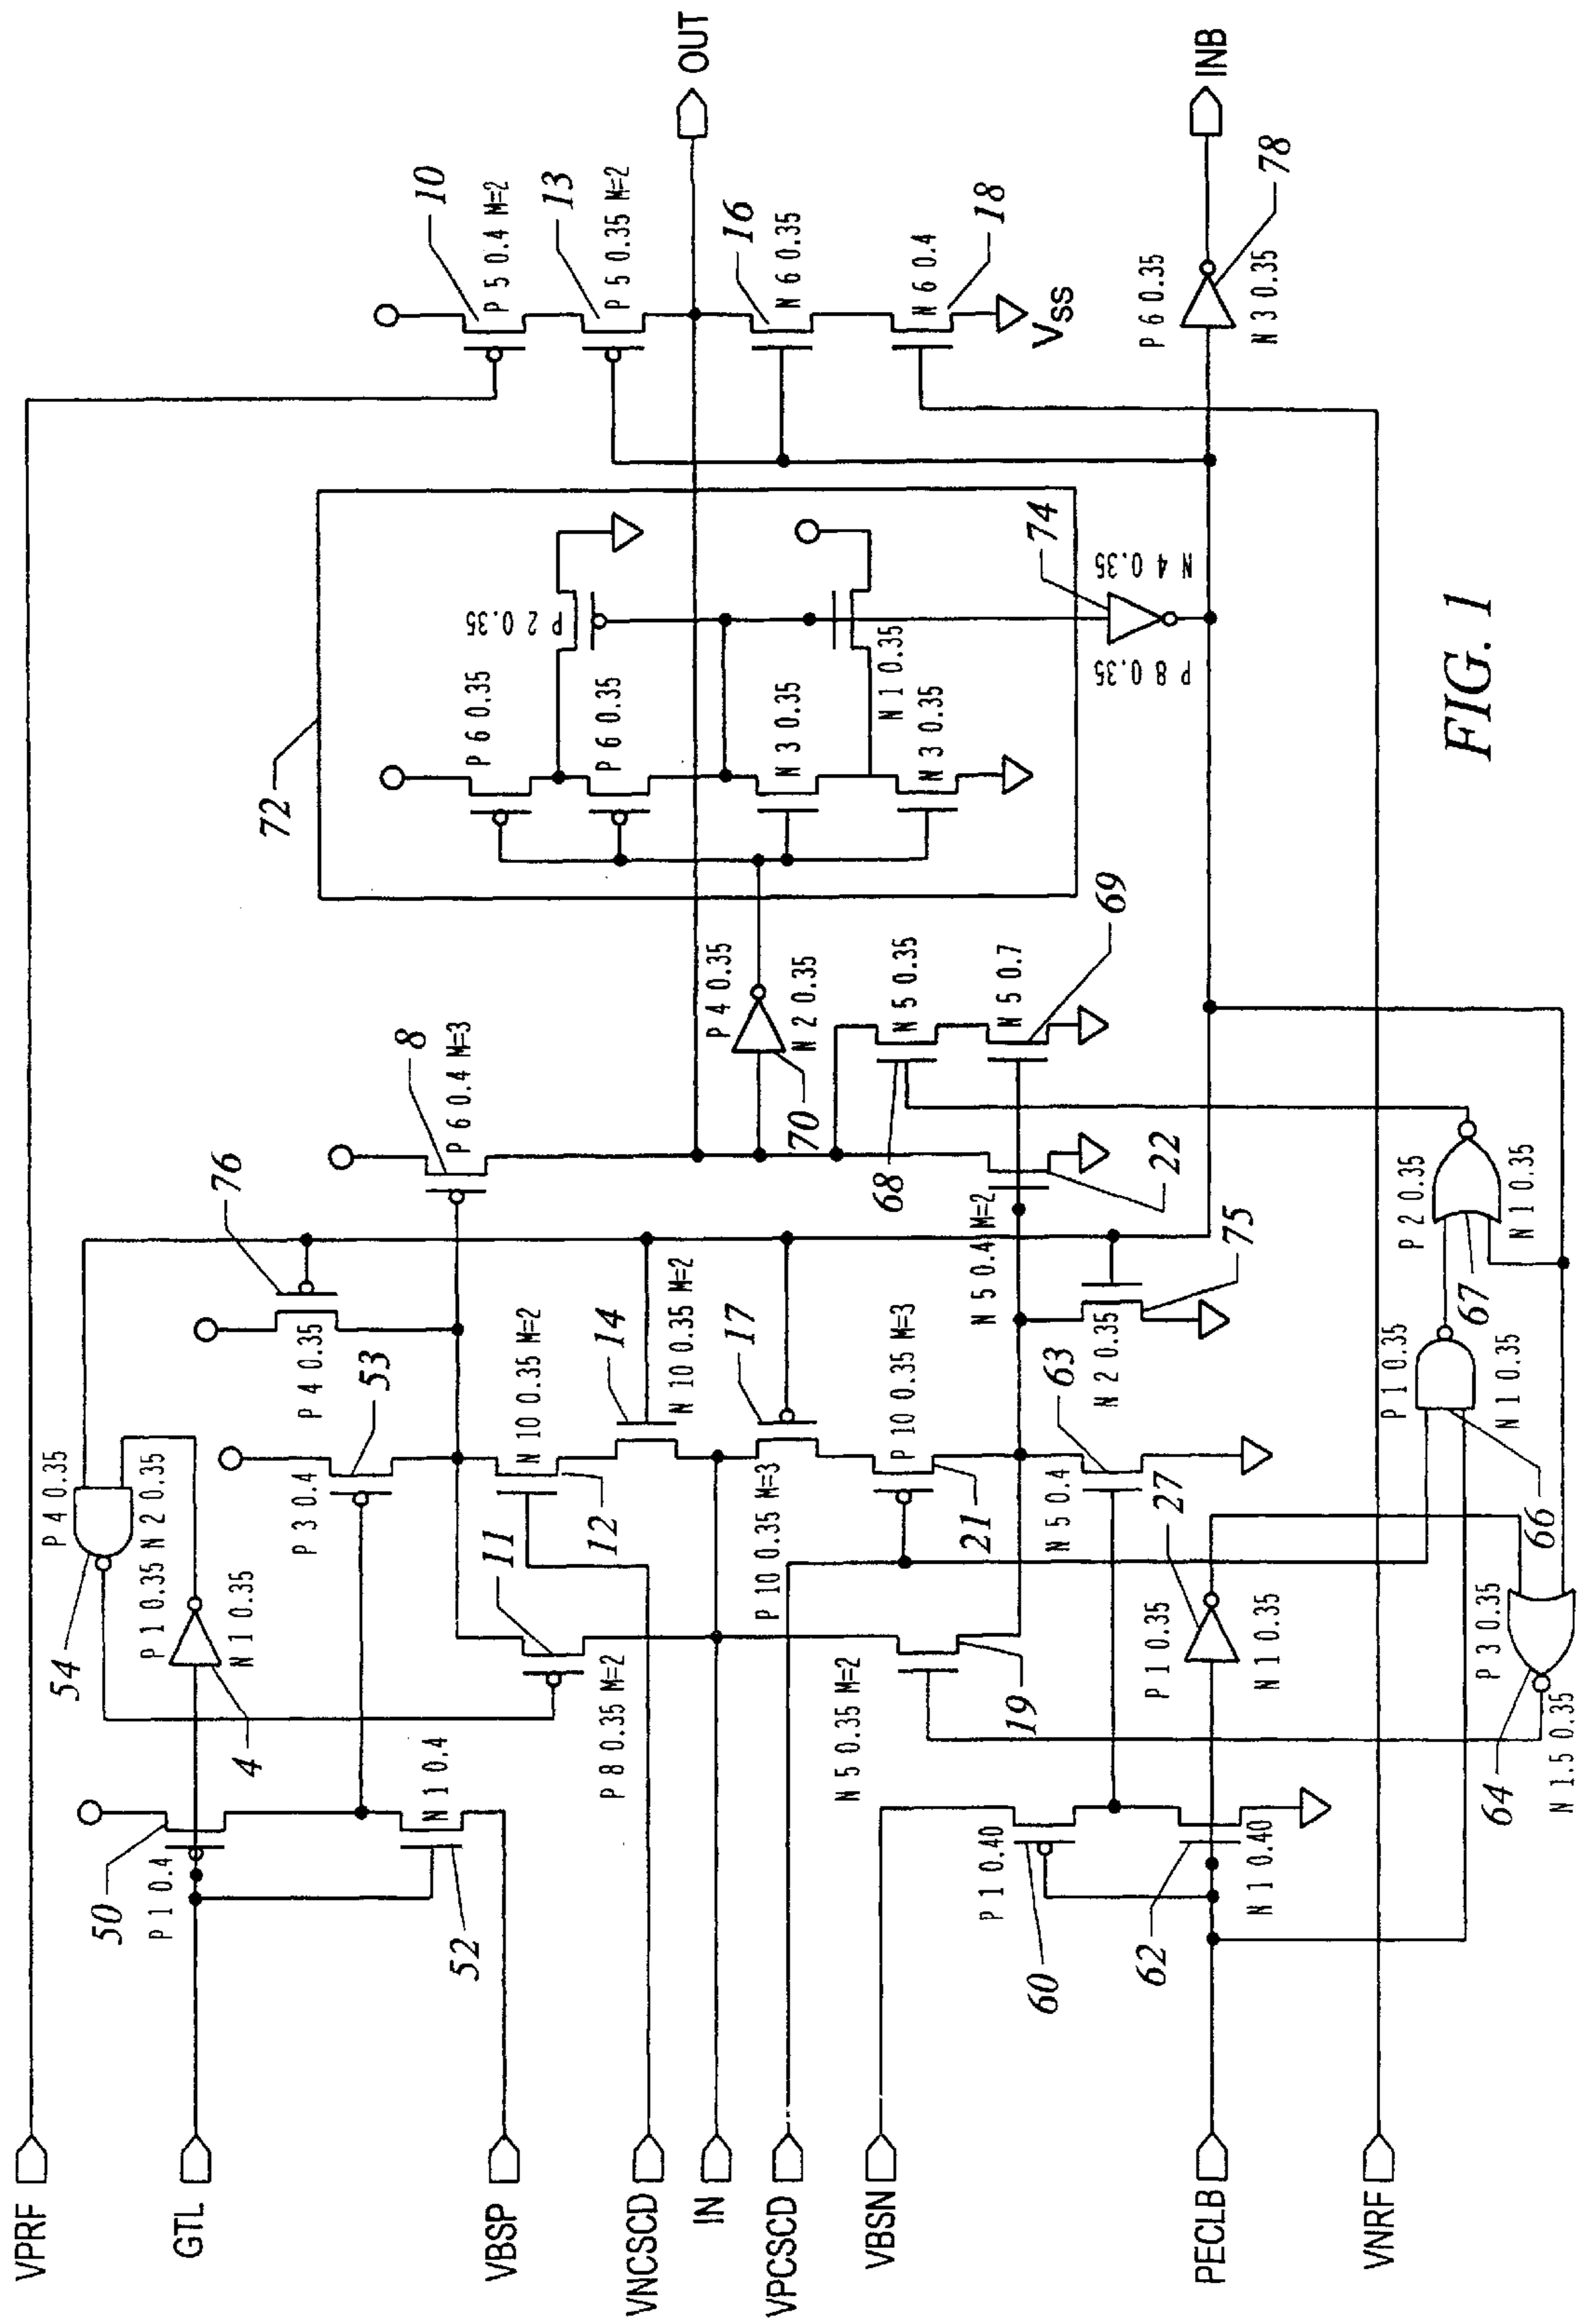 VPRF
GTL
VBSP
VNCSCD
IN
VPCSCD
VBSN
PECLB
VNRF
50
P 1 0.4
52
N 1 0.4
4
54
P 4 0.35
P 1 0.35 N 2 0.35
N 1 0.35
P 3 0.4
53
76
P 4 0.35
11
P 8 0.35 M=2
12
N 10 0.35 M=2
14
N 10 0.35 M=2
17
P 10 0.35 M=3
P 10 0.35 M=3
21
N 5 0.35 M=2
19
60
P 1 0.40
62
N 1 0.40
P 1 0.35
27
N 1 0.35
N 5 0.4
63
N 2 0.35
75
64
P 3 0.35
N 1.5 0.35
66
P 1 0.35
N 1 0.35
67
P 2 0.35
N 1 0.35
8
P 6 0.4 M=3
N 5 0.4 M=2
22
68
N 5 0.35
N 5 0.7
69
70
P 4 0.35
N 2 0.35
72
P 6 0.35
P 6 0.35
P 2 0.35
N 3 0.35
N 3 0.35
N 1 0.35
74
P 8 0.35
N 4 0.35
10
P 5 0.4 M=2
13
P 5 0.35 M=2
16
N 6 0.35
N 6 0.4
18
VSS
P 6 0.35
N 3 0.35
78
OUT
INB
FIG. 1